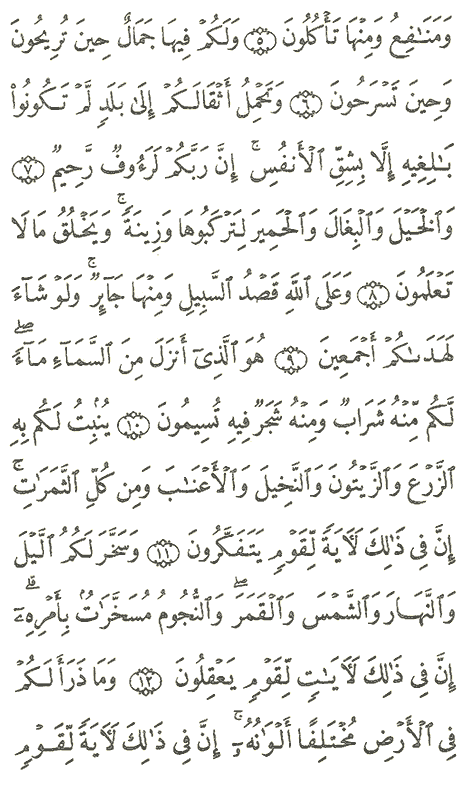 وَمَنَٰفِعُ وَمِنۡهَا تَأۡكُلُونَ ٥ وَلَكُمۡ فِيهَا جَمَالٌ حِينَ تُرِيحُونَ
وَحِينَ تَسۡرَحُونَ ٦ وَتَحۡمِلُ أَثۡقَالَكُمۡ إِلَىٰ بَلَدٖ لَّمۡ تَكُونُواْ
بَٰلِغِيهِ إِلَّا بِشِقِّ ٱلۡأَنفُسِۚ إِنَّ رَبَّكُمۡ لَرَءُوفٞ رَّحِيمٞ ٧
وَٱلۡخَيۡلَ وَٱلۡبِغَالَ وَٱلۡحَمِيرَ لِتَرۡكَبُوهَا وَزِينَةٗۚ وَيَخۡلُقُ مَا لَا
تَعۡلَمُونَ ٨ وَعَلَى ٱللَّهِ قَصۡدُ ٱلسَّبِيلِ وَمِنۡهَا جَآئِرٞۚ وَلَوۡ شَآءَ
لَهَدَىٰكُمۡ أَجۡمَعِينَ ٩ هُوَ ٱلَّذِيٓ أَنزَلَ مِنَ ٱلسَّمَآءِ مَآءٗۖ
لَّكُم مِّنۡهُ شَرَابٞ وَمِنۡهُ شَجَرٞ فِيهِ تُسِيمُونَ ١٠ يُنۢبِتُ لَكُم بِهِ
ٱلزَّرۡعَ وَٱلزَّيۡتُونَ وَٱلنَّخِيلَ وَٱلۡأَعۡنَٰبَ وَمِن كُلِّ ٱلثَّمَرَٰتِۚ
إِنَّ فِي ذَٰلِكَ لَأٓيَةٗ لِّقَوۡمٖ يَتَفَكَّرُونَ ١١ وَسَخَّرَ لَكُمُ ٱلَّيۡلَ
وَٱلنَّهَارَ وَٱلشَّمۡسَ وَٱلۡقَمَرَۖ وَٱلنُّجُومُ مُسَخَّرَٰتُۢ بِأَمۡرِهِۦٓۚ
إِنَّ فِي ذَٰلِكَ لَأٓيَٰتٖ لِّقَوۡمٖ يَعۡقِلُونَ ١٢ وَمَا ذَرَأَ لَكُمۡ
فِي ٱلۡأَرۡضِ مُخۡتَلِفًا أَلۡوَٰنُهُۥٓۚ إِنَّ فِي ذَٰلِكَ لَأٓيَةٗ لِّقَوۡمٖ